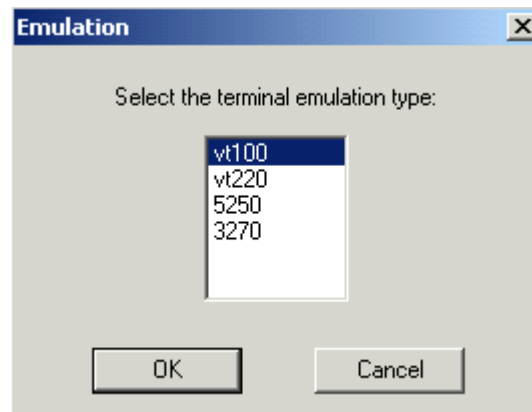 Emulation
Select the terminal emulation type:
vt100
vt220
5250
3270
OK Cancel